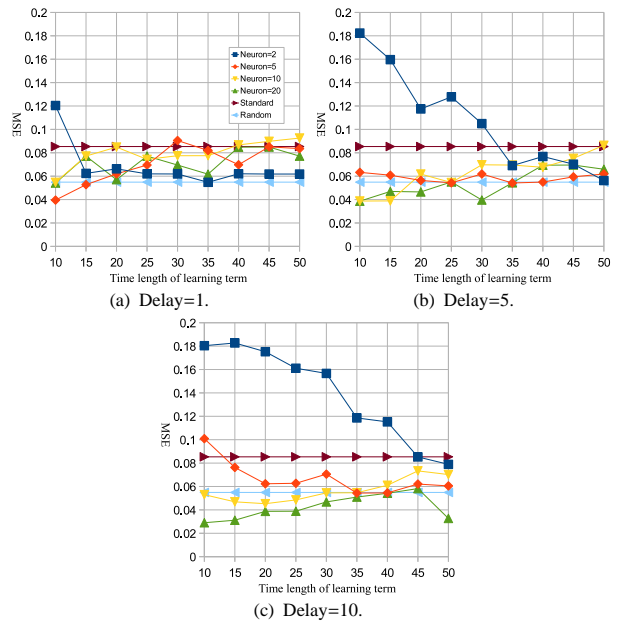 0.2
0.18
0.16
0.14
0.12
0.1
0.08
0.06
0.04
0.02
0
MSE
Neuron=2
Neuron=5
Neuron=10
Neuron=20
Standard
Random
10 15 20 25 30 35 40 45 50
Time length of learning term
(a) Delay=1.
0.2
0.18
0.16
0.14
0.12
0.1
0.08
0.06
0.04
0.02
0
MSE
10 15 20 25 30 35 40 45 50
Time length of learning term
(b) Delay=5.
0.2
0.18
0.16
0.14
0.12
0.1
0.08
0.06
0.04
0.02
0
MSE
10 15 20 25 30 35 40 45 50
Time length of learning term
(c) Delay=10.